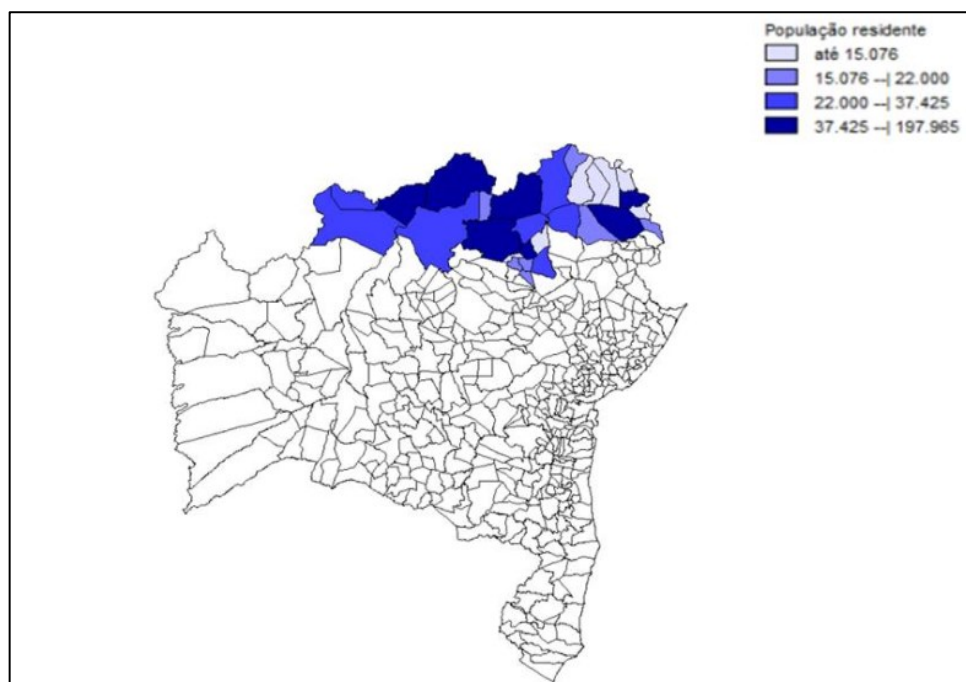 População residente
até 15.076
15.076 --| 22.000
22.000 --| 37.425
37.425 --| 197.965